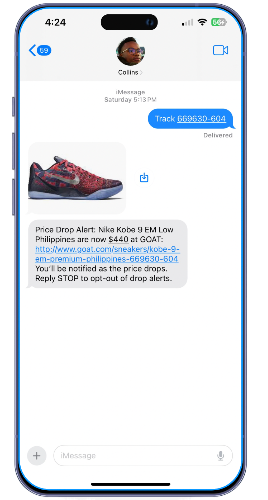 4:24
56
69
Collins
iMessage
Saturday 5:13 PM
Track 669630-604
Delivered
Price Drop Alert: Nike Kobe 9 EM Low
Philippines are now $440 at GOAT:
http://www.goat.com/sneakers/kobe-9-
em-premium-philippines-669630-604
You'll be notified as the price drops.
Reply STOP to opt-out of drop alerts.
iMessage